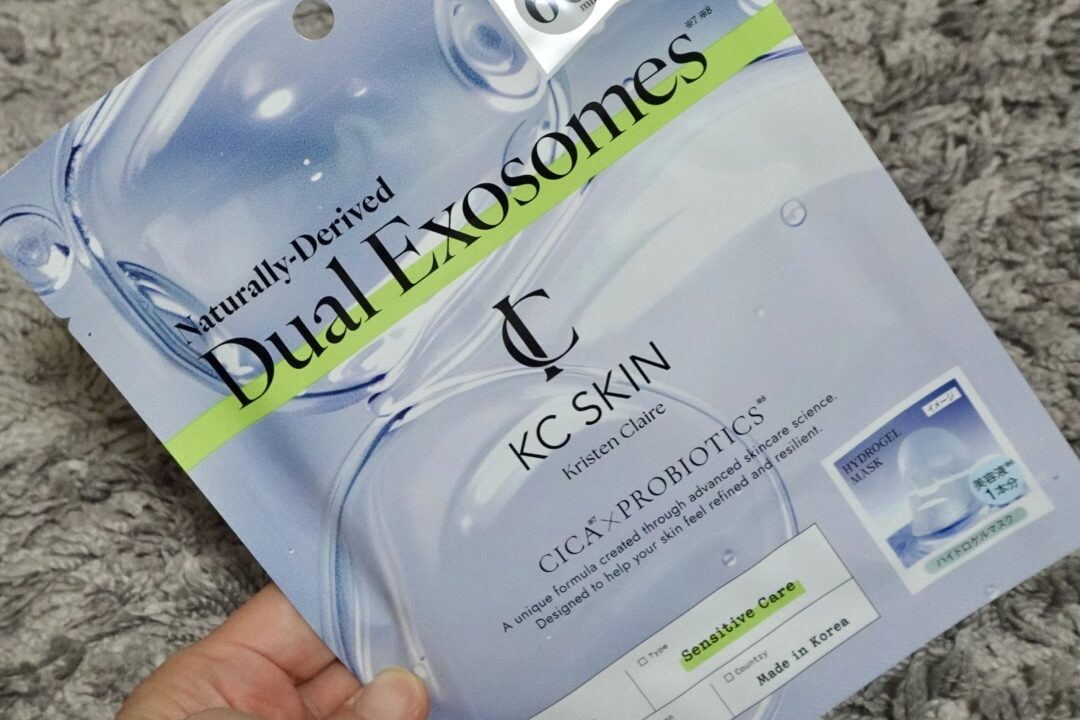 ※7 ※8
Naturally-Derived
Dual Exosomes
KC SKIN
Kristen Claire
CICA※7×PROBIOTICS※8
A unique formula created through advanced skincare science.
Designed to help your skin feel refined and resilient.
イメージ
HYDROGEL
MASK
美容液
1本分
ハイドロゲルマスク
Type
Sensitive Care
Country
Made in Korea